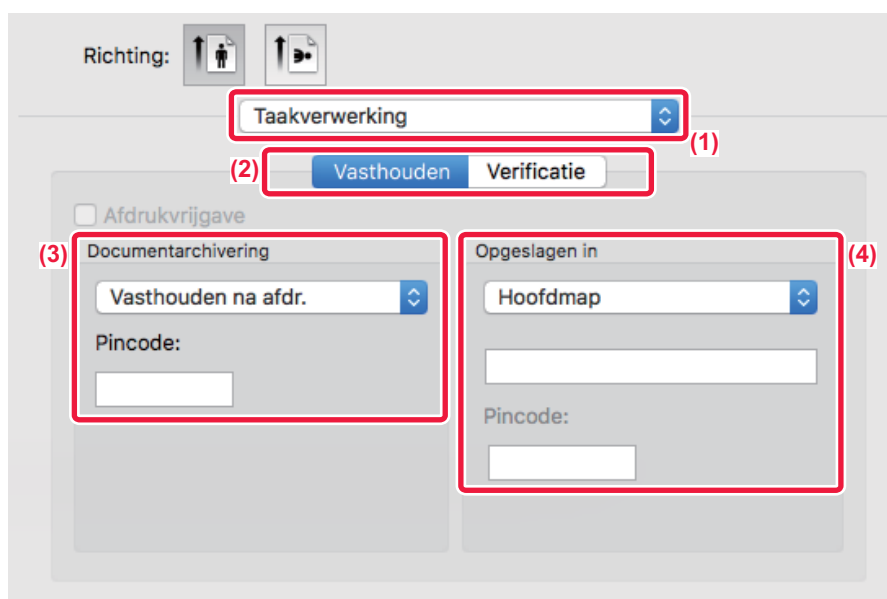 Richting:
Taakverwerking
(1)
(2)
Vasthouden Verificatie
Afdrukvrijgave
(3)
Documentarchivering
Vasthouden na afdr.
Pincode:
Opgeslagen in
(4)
Hoofdmap
Pincode: